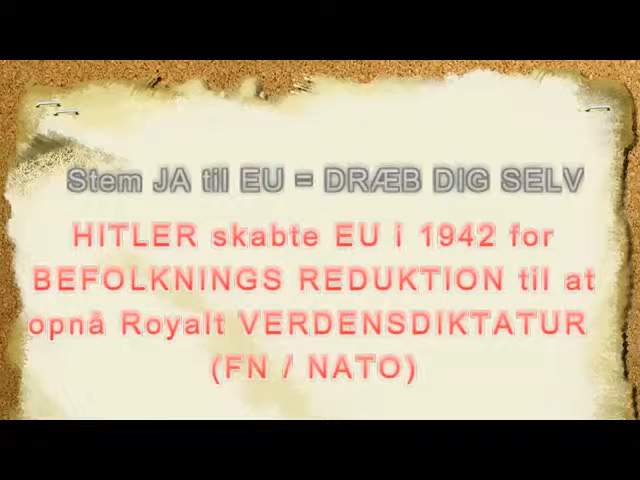 Stem JA til EU = DRÆB DIG SELV
HITLER skabte EU i 1942 for
BEFOLKNINGS REDUKTION til at
opnå Royalt VERDENSDIKTATUR
(FN / NATO)